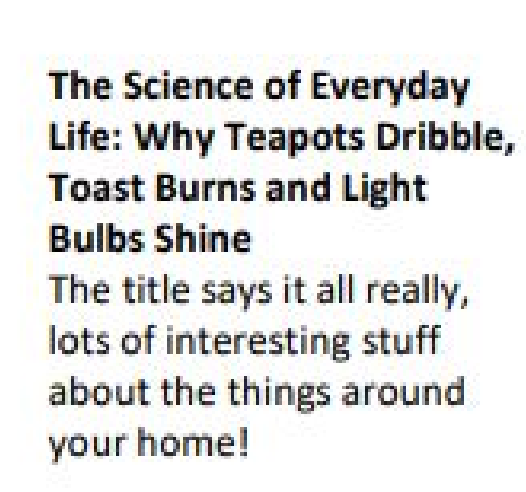 The Science of Everyday
Life: Why Teapots Dribble,
Toast Burns and Light
Bulbs Shine
The title says it all really,
lots of interesting stuff
about the things around
your home!